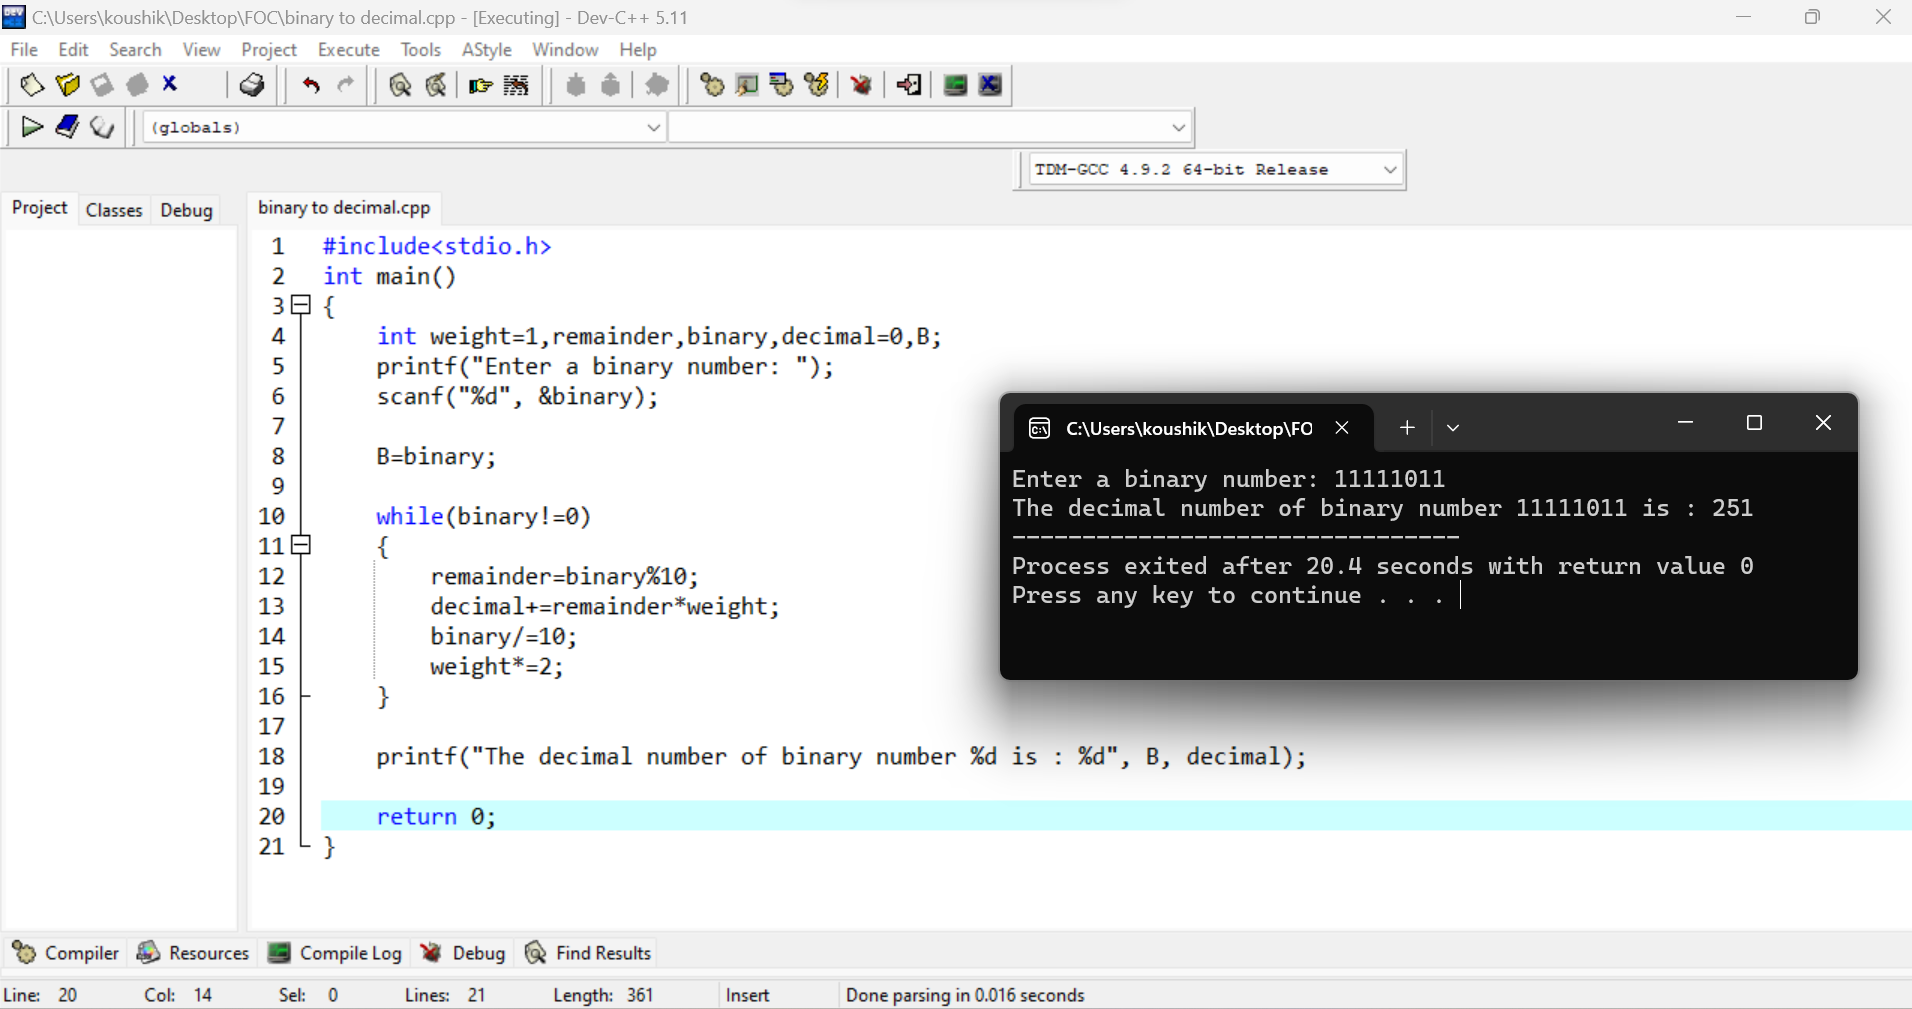 C:\Users\koushik\Desktop\FOC\binary to decimal.cpp - [Executing] - Dev-C++ 5.11
File Edit Search View Project Execute Tools AStyle Window Help
(globals)
TDM-GCC 4.9.2 64-bit Release
Project Classes Debug
binary to decimal.cpp
1 #include<stdio.h>
2 int main()
3 {
4 int weight=1,remainder,binary,decimal=0,B;
5 printf("Enter a binary number: ");
6 scanf("%d", &binary);
7
8 B=binary;
9
10 while(binary!=0)
11 {
12 remainder=binary%10;
13 decimal+=remainder*weight;
14 binary/=10;
15 weight*=2;
16 }
17
18 printf("The decimal number of binary number %d is : %d", B, decimal);
19
20 return 0;
21 }
C:\Users\koushik\Desktop\FO
Enter a binary number: 11111011
The decimal number of binary number 11111011 is : 251
--------------------------------
Process exited after 20.4 seconds with return value 0
Press any key to continue . . .
Compiler Resources Compile Log Debug Find Results
Line: 20 Col: 14 Sel: 0 Lines: 21 Length: 361 Insert Done parsing in 0.016 seconds